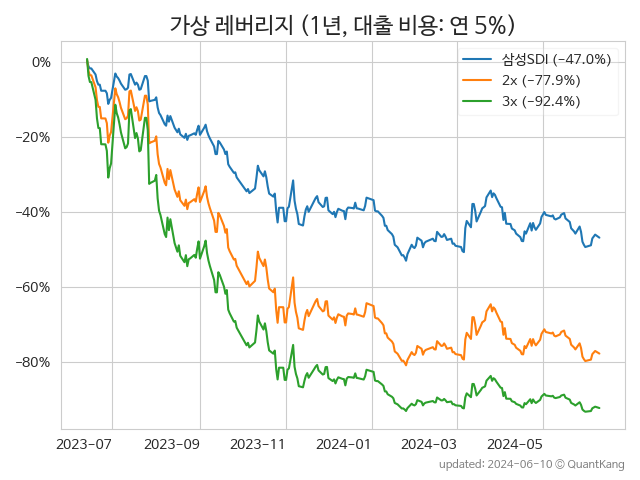 가상 레버리지 (1년, 대출 비용: 연 5%)
삼성SDI (−47.0%)
2x (−77.9%)
3x (−92.4%)
0%
−20%
−40%
−60%
−80%
2023-07 2023-09 2023-11 2024-01 2024-03 2024-05
updated: 2024-06-10 © QuantKang